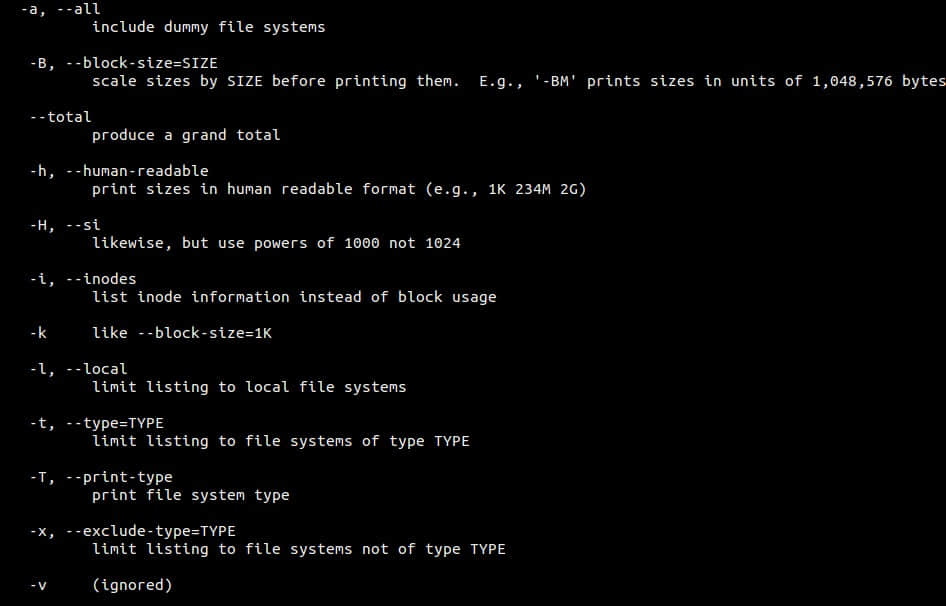 -a, --all
include dummy file systems
-B, --block-size=SIZE
scale sizes by SIZE before printing them.  E.g., '-BM' prints sizes in units of 1,048,576 bytes
--total
produce a grand total
-h, --human-readable
print sizes in human readable format (e.g., 1K 234M 2G)
-H, --si
likewise, but use powers of 1000 not 1024
-i, --inodes
list inode information instead of block usage
-k     like --block-size=1K
-l, --local
limit listing to local file systems
-t, --type=TYPE
limit listing to file systems of type TYPE
-T, --print-type
print file system type
-x, --exclude-type=TYPE
limit listing to file systems not of type TYPE
-v     (ignored)